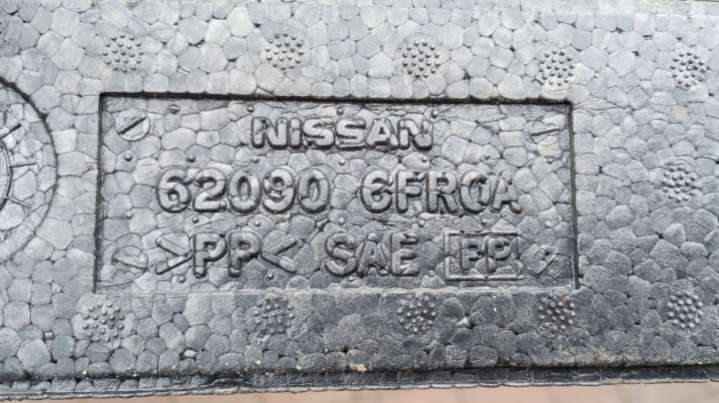 NISSAN
62090 6FR0A
>PP< SAE PP